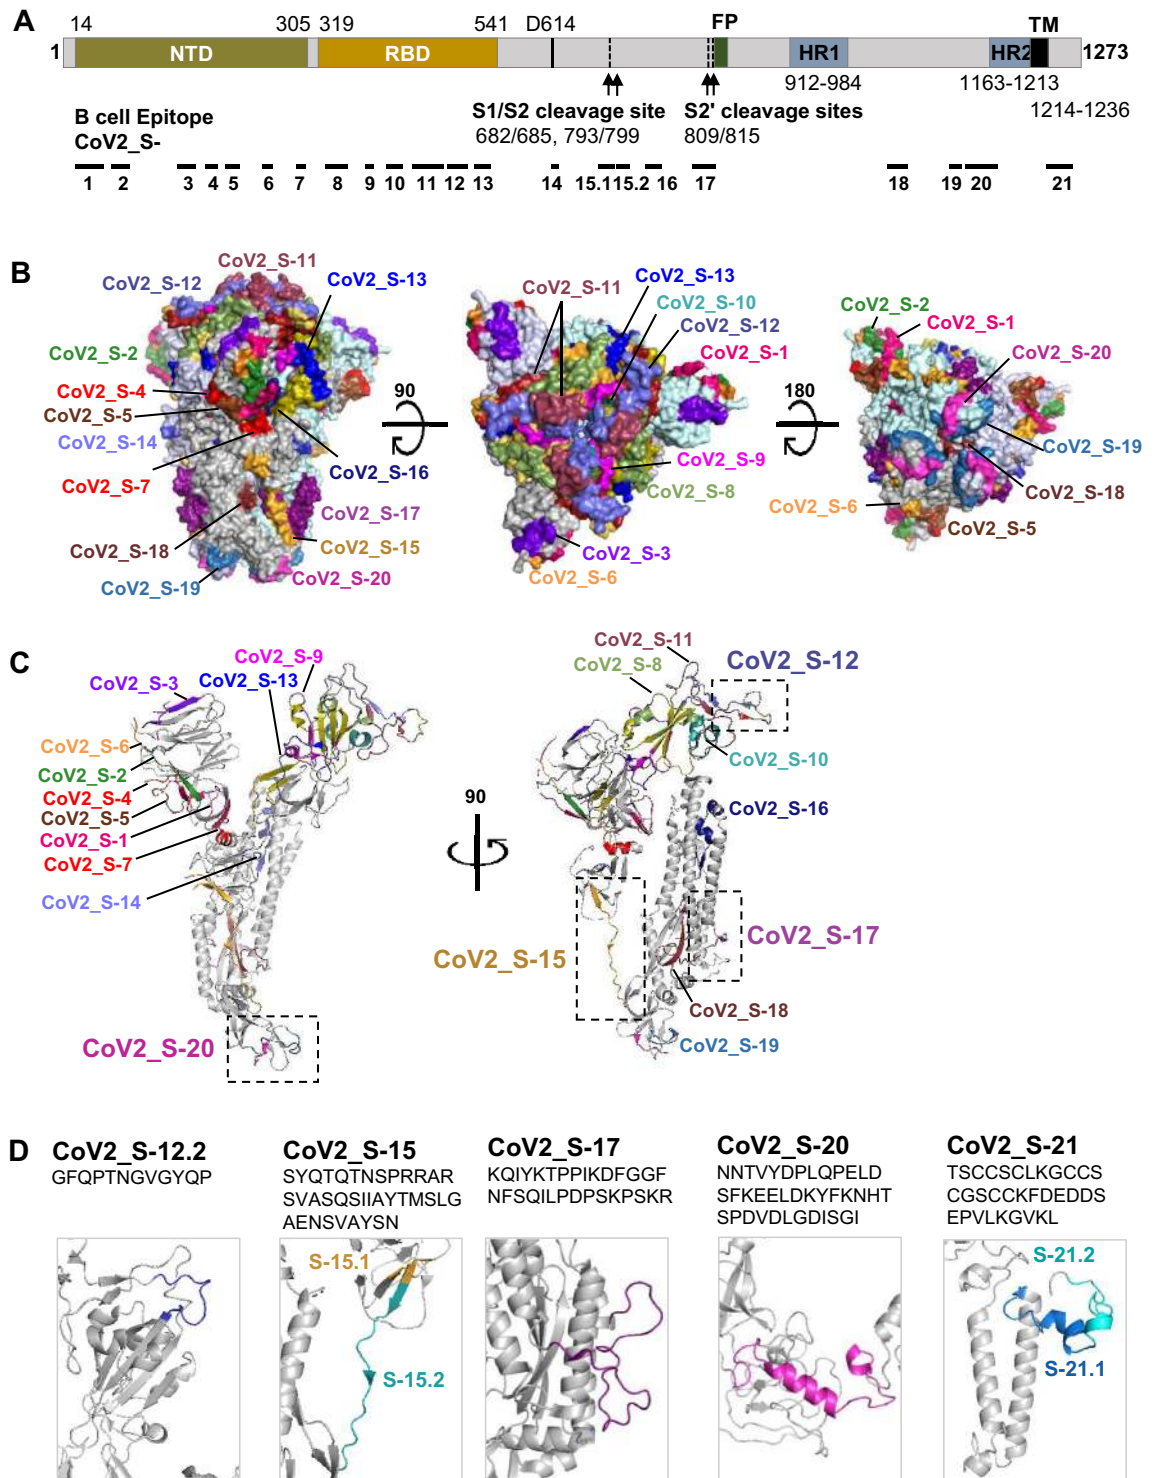 A
14 305 319 541 D614 FP TM
1 NTD RBD HR1 HR2 1273
912-984 1163-1213
S1/S2 cleavage site S2' cleavage sites 1214-1236
682/685, 793/799 809/815
B cell Epitope
CoV2_S-
1 2 3 4 5 6 7 8 9 10 11 12 13 14 15.1 15.2 16 17 18 19 20 21
B
CoV2_S-11
CoV2_S-12
CoV2_S-13
CoV2_S-2
CoV2_S-4
CoV2_S-5
CoV2_S-14
CoV2_S-7
CoV2_S-16
CoV2_S-17
CoV2_S-18
CoV2_S-15
CoV2_S-19
CoV2_S-20
90
CoV2_S-13
CoV2_S-11
CoV2_S-10
CoV2_S-12
CoV2_S-1
CoV2_S-9
CoV2_S-8
CoV2_S-3
CoV2_S-6
180
CoV2_S-2
CoV2_S-1
CoV2_S-20
CoV2_S-19
CoV2_S-18
CoV2_S-6
CoV2_S-5
C
CoV2_S-9
CoV2_S-3
CoV2_S-13
CoV2_S-6
CoV2_S-2
CoV2_S-4
CoV2_S-5
CoV2_S-1
CoV2_S-7
CoV2_S-14
CoV2_S-20
90
CoV2_S-11
CoV2_S-8
CoV2_S-12
CoV2_S-10
CoV2_S-16
CoV2_S-15
CoV2_S-17
CoV2_S-18
CoV2_S-19
D
CoV2_S-12.2
GFQPTNGVGYQP
CoV2_S-15
SYQTQTNSPRRAR
SVASQSIIAYTMSLG
AENSVAYSN
S-15.1
S-15.2
CoV2_S-17
KQIYKTPPIKDFGGF
NFSQILPDPSKPSKR
CoV2_S-20
NNTVYDPLQPELD
SFKEELDKYFKNHT
SPDVDLGDISGI
CoV2_S-21
TSCCSCLKGCCS
CGSCCKFDEDDS
EPVLKGVKL
S-21.2
S-21.1